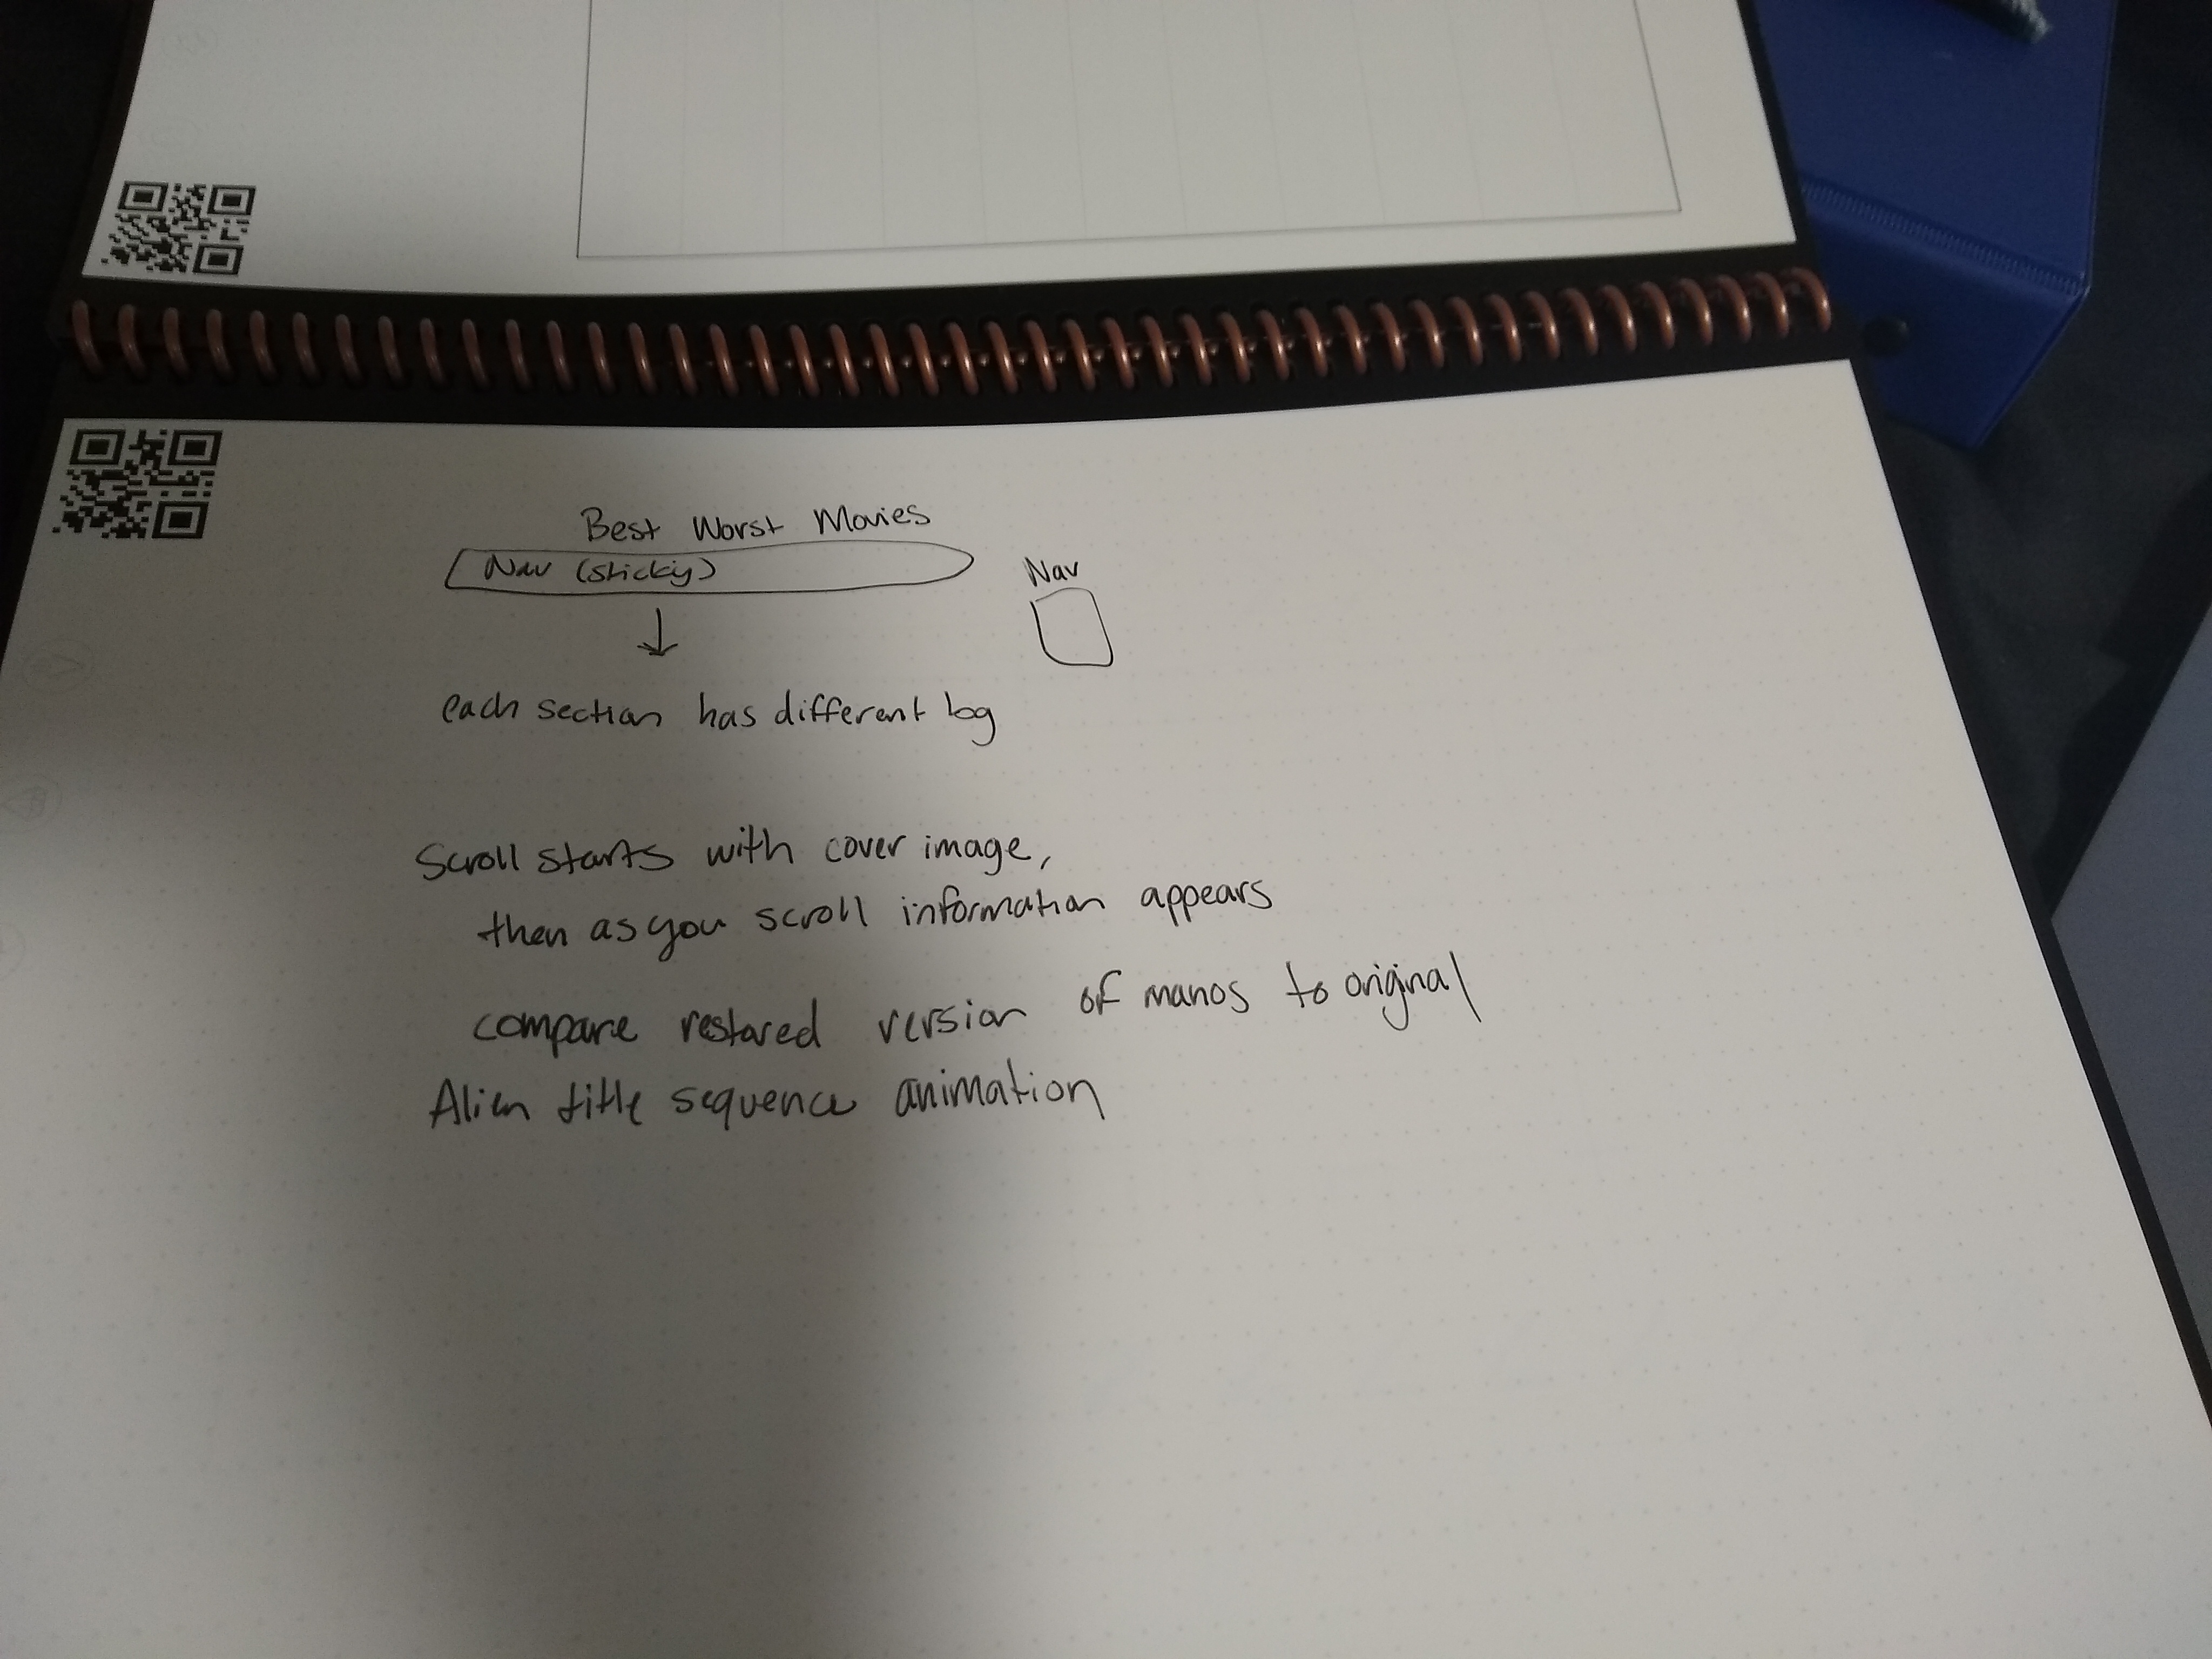 Best Worst Movies
Nav (sticky)
Nav
each section has different
Scroll starts with cover image,
then as you scroll information appears
compare restored version of manos to original
Alien title sequence animation